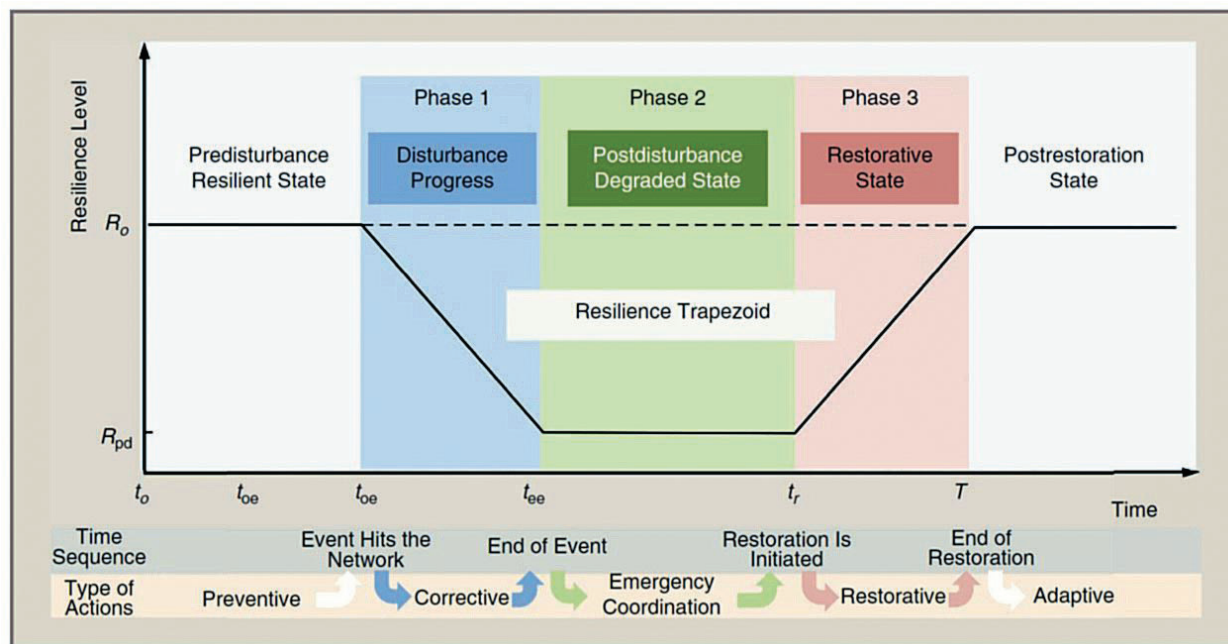 Resilience Level
Phase 1
Phase 2
Phase 3
Predisturbance
Resilient State
Disturbance
Progress
Postdisturbance
Degraded State
Restorative
State
Postrestoration
State
Ro
Resilience Trapezoid
Rpd
to
toe
toe
tee
tr
T
Time
Time
Sequence
Event Hits the
Network
End of Event
Restoration Is
Initiated
End of
Restoration
Type of
Actions
Preventive
Corrective
Emergency
Coordination
Restorative
Adaptive